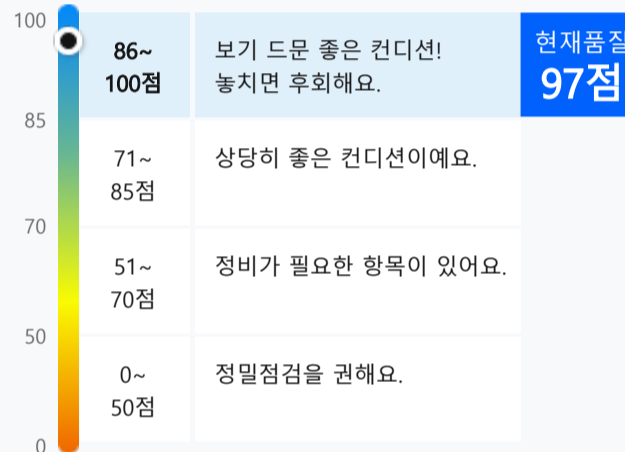 100
86~
100점
보기 드문 좋은 컨디션!
놓치면 후회해요.
현재품질
97점
85
71~
85점
상당히 좋은 컨디션이예요.
70
51~
70점
정비가 필요한 항목이 있어요.
50
0~
50점
정밀점검을 권해요.
0